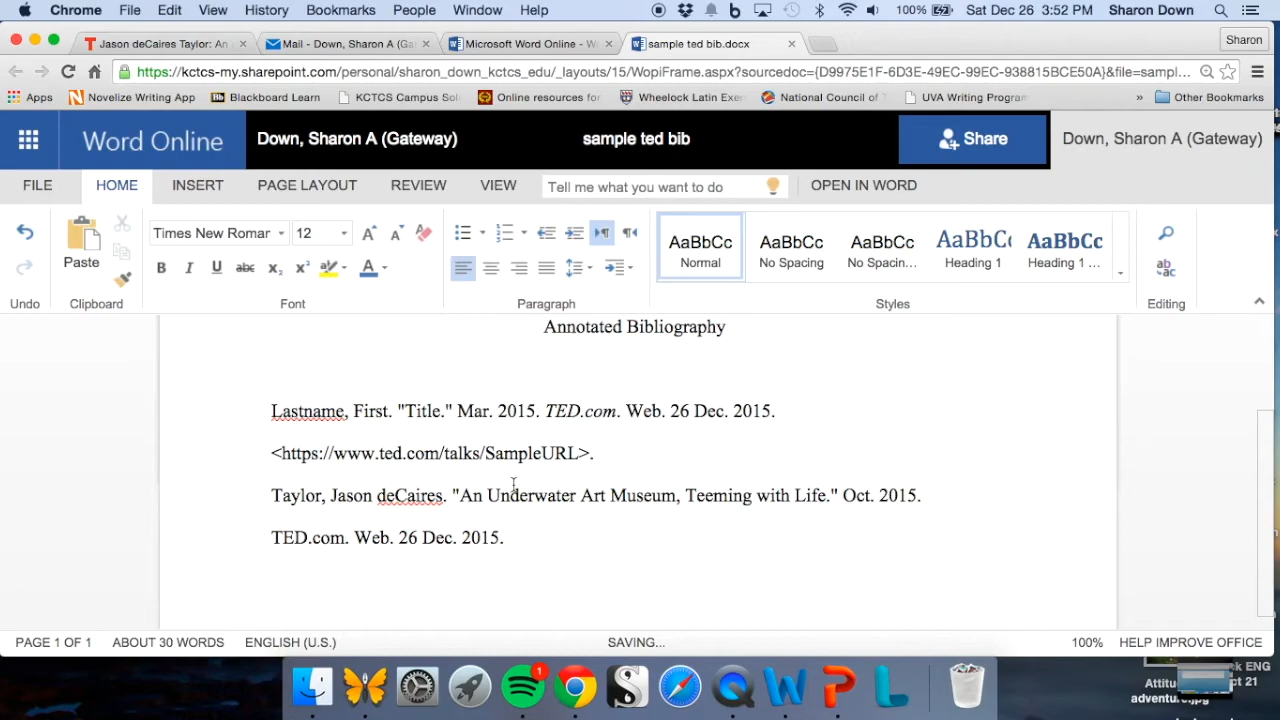 Chrome File Edit View History Bookmarks People Window Help 100% Sat Dec 26 3:52 PM Sharon Down
Jason deCaires Taylor: An Mail - Down, Sharon A (Ga Microsoft Word Online - W sample ted bib.docx Sharon
https://kctcs-my.sharepoint.com/personal/sharon_down_kctcs_edu/_layouts/15/WopiFrame.aspx?sourcedoc={D9975E1F-6D3E-49EC-99EC-938815BCE50A}&file=sampl...
Apps Novelize Writing App Blackboard Learn KCTCS Campus Sol Online resources for Wheelock Latin Exe National Council of UVA Writing Program » Other Bookmarks
Word Online Down, Sharon A (Gateway) sample ted bib Share Down, Sharon A (Gateway)
FILE HOME INSERT PAGE LAYOUT REVIEW VIEW Tell me what you want to do OPEN IN WORD
Times New Roman 12
AaBbCc AaBbCc AaBbCc AaBbCc AaBbCc
Paste B I U abc Normal No Spacing No Spacin... Heading 1 Heading 1 ...
Undo Clipboard Font Paragraph Styles Editing
Annotated Bibliography
Lastname, First. "Title." Mar. 2015. TED.com. Web. 26 Dec. 2015.
<https://www.ted.com/talks/SampleURL>.
Taylor, Jason deCaires. "An Underwater Art Museum, Teeming with Life." Oct. 2015.
TED.com. Web. 26 Dec. 2015.
PAGE 1 OF 1 ABOUT 30 WORDS ENGLISH (U.S.) SAVING... 100% HELP IMPROVE OFFICE